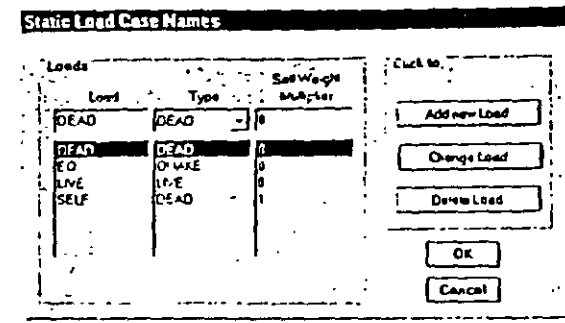 Static Load Case Names
Loads
Click to:
Load Type Self Weight Multiplier
DEAD DEAD 0
DEAD DEAD 0
EQ QUAKE 0
LIVE LIVE 0
SELF DEAD 1
Add new Load
Change Load
Delete Load
OK
Cancel